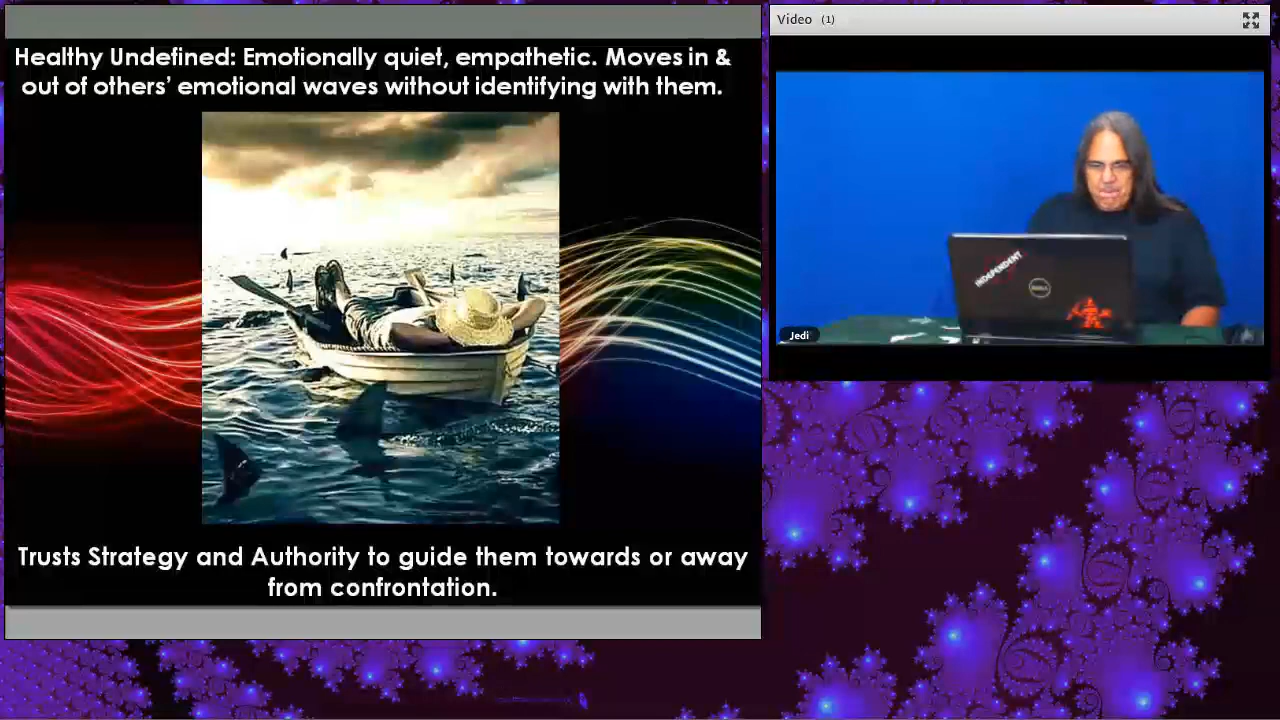 Healthy Undefined: Emotionally quiet, empathetic. Moves in &
out of others' emotional waves without identifying with them.
Trusts Strategy and Authority to guide them towards or away
from confrontation.
Video (1)
INDEPENDENT
DELL
Jedi